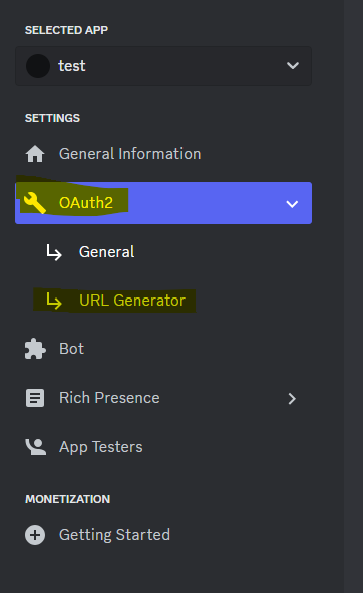 SELECTED APP
test
SETTINGS
General Information
OAuth2
General
URL Generator
Bot
Rich Presence
App Testers
MONETIZATION
Getting Started